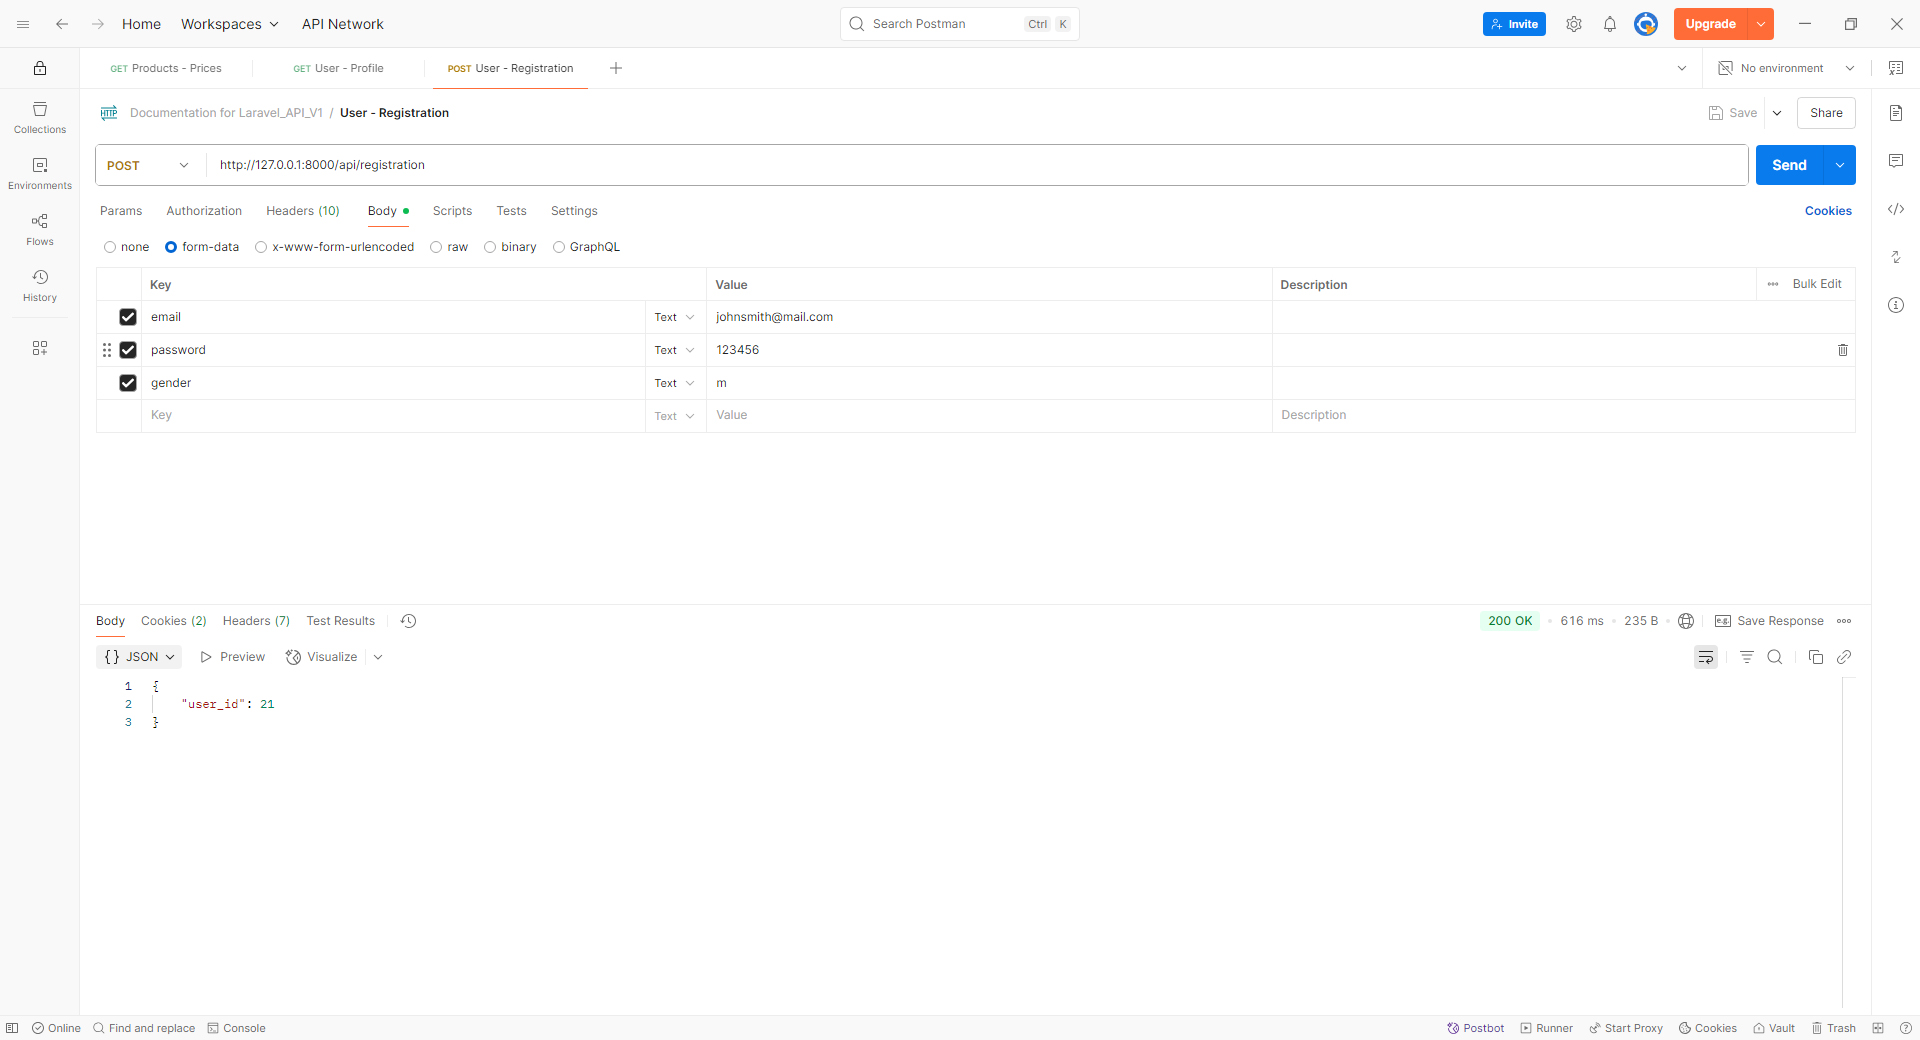 Home Workspaces API Network Search Postman Ctrl K Invite Upgrade
GET Products - Prices GET User - Profile POST User - Registration No environment
HTTP Documentation for Laravel_API_V1 / User - Registration Save Share
POST http://127.0.0.1:8000/api/registration Send
Params Authorization Headers (10) Body Scripts Tests Settings Cookies
none form-data x-www-form-urlencoded raw binary GraphQL
Key Value Description Bulk Edit
email Text johnsmith@mail.com
password Text 123456
gender Text m
Key Text Value Description
Collections
Environments
Flows
History
Body Cookies (2) Headers (7) Test Results 200 OK 616 ms 235 B e.g. Save Response
{} JSON Preview Visualize
1 {
2 "user_id": 21
3 }
Online Find and replace Console Postbot Runner Start Proxy Cookies Vault Trash